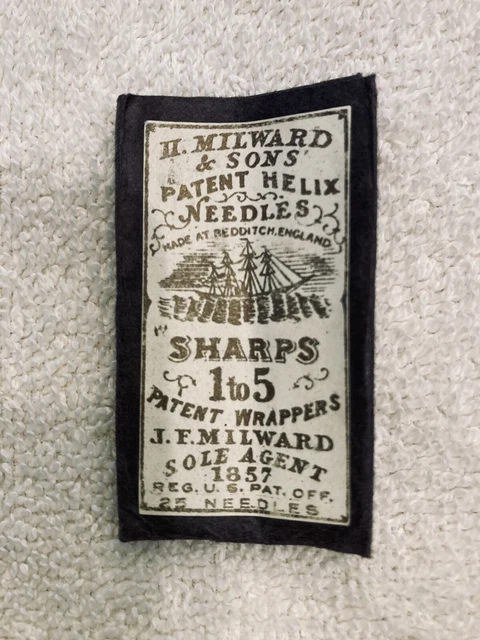 H. MILWARD
& SONS
PATENT HELIX
NEEDLES
MADE AT REDDITCH, ENGLAND
SHARPS
1 to 5
PATENT WRAPPERS
J. F. MILWARD
SOLE AGENT
1857
REG. U. S. PAT. OFF.
25 NEEDLES